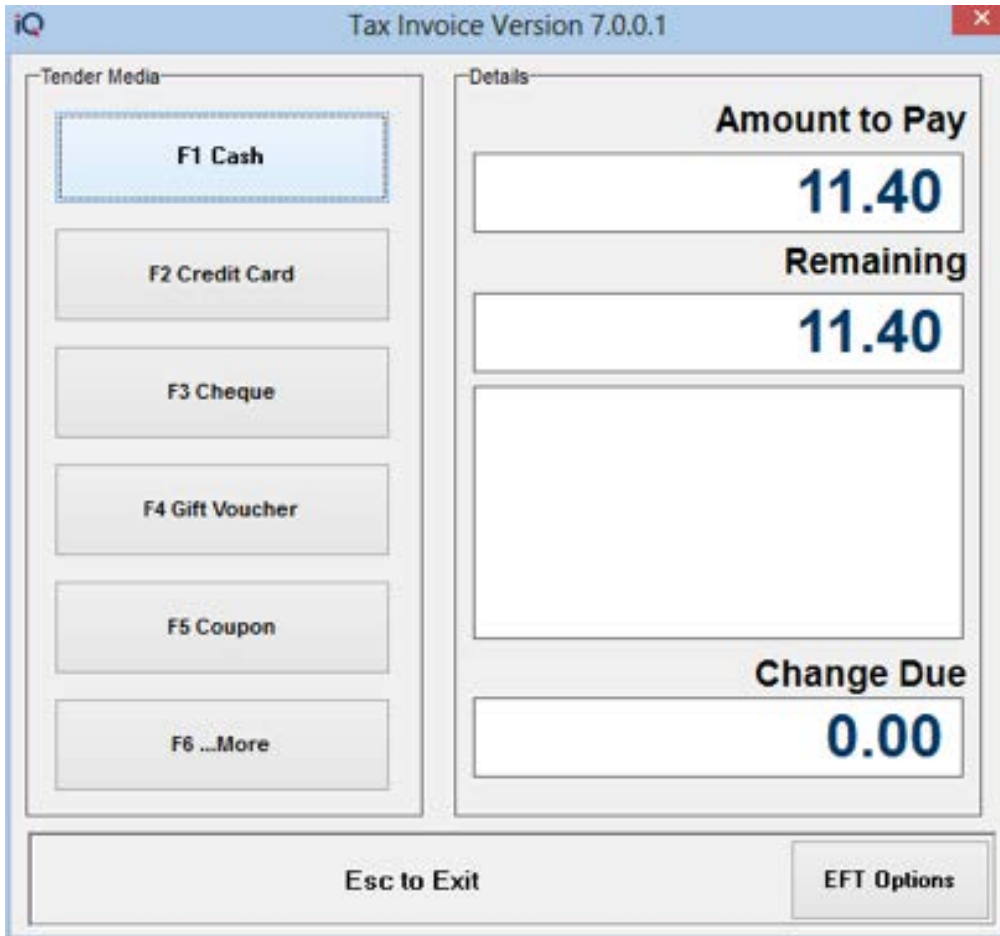 iQ
Tax Invoice Version 7.0.0.1
Tender Media
F1 Cash
F2 Credit Card
F3 Cheque
F4 Gift Voucher
F5 Coupon
F6 ...More
Details
Amount to Pay
11.40
Remaining
11.40
Change Due
0.00
Esc to Exit
EFT Options